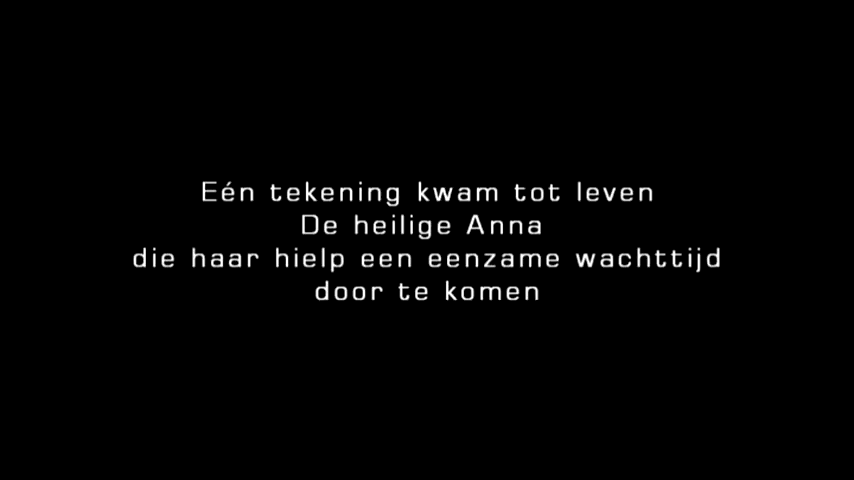 Eén tekening kwam tot leven
De heilige Anna
die haar hielp een eenzame wachttijd
door te komen